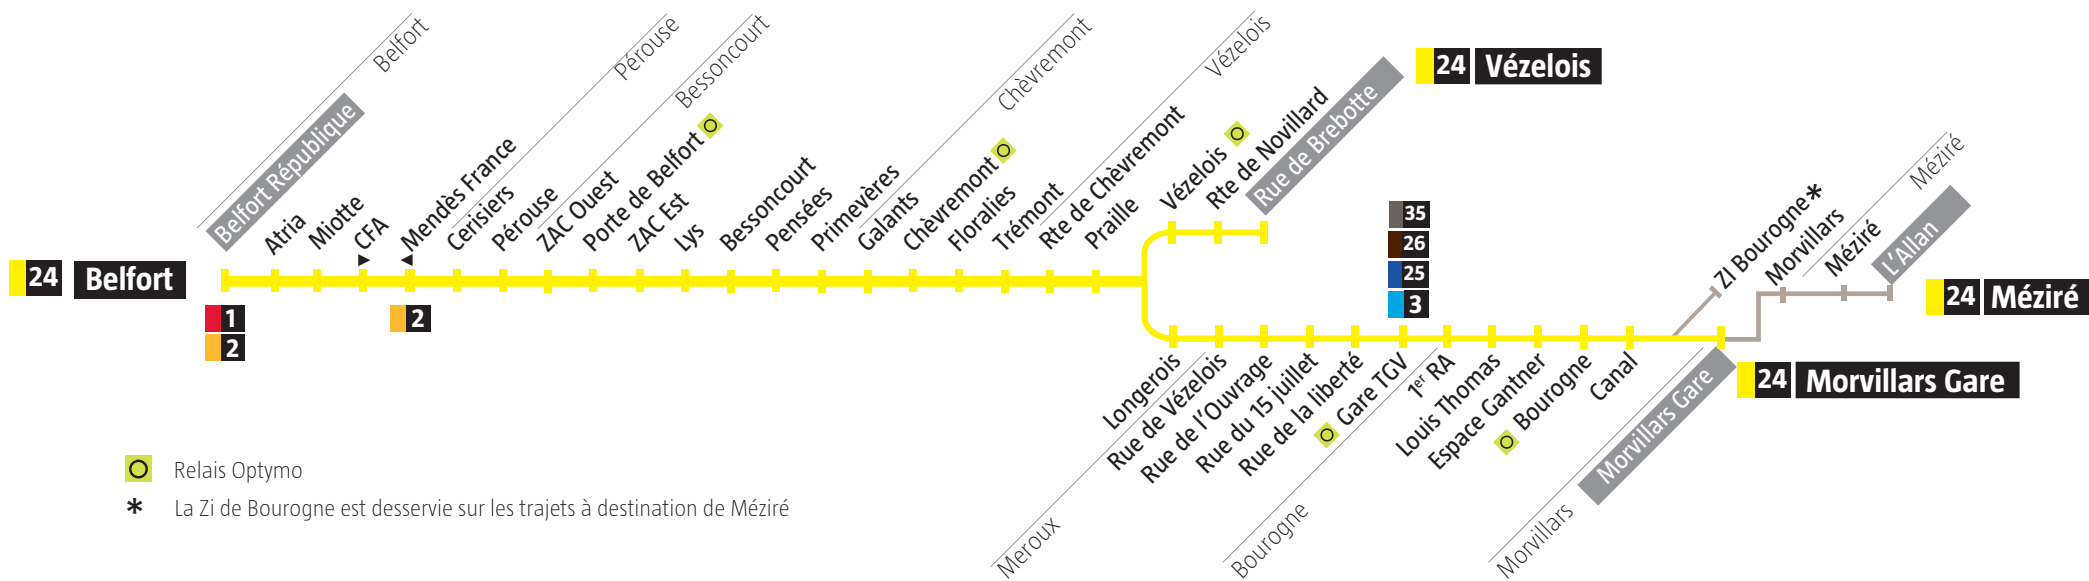 Belfort
Pérouse
Bessoncourt
Chèvremont
Vézelois
24 Vézelois
Belfort République
Atria
Miotte
CFA
Mendès France
Cerisiers
Pérouse
ZAC Ouest
Porte de Belfort
ZAC Est
Lys
Bessoncourt
Pensées
Primevères
Galants
Chèvremont
Floralies
Trémont
Rte de Chèvremont
Praille
Vézelois
Rte de Novillard
Rue de Brebotte
24 Belfort
1
2
2
35
26
25
3
ZI Bourogne*
Morvillars
Méziré
L'Allan
Méziré
24 Méziré
Longerois
Rue de Vézelois
Rue de l'Ouvrage
Rue du 15 juillet
Rue de la liberté
Gare TGV
1er RA
Louis Thomas
Espace Gantner
Bourogne
Canal
Morvillars Gare
24 Morvillars Gare
Meroux
Bourogne
Morvillars
Relais Optymo
* La Zi de Bourogne est desservie sur les trajets à destination de Méziré